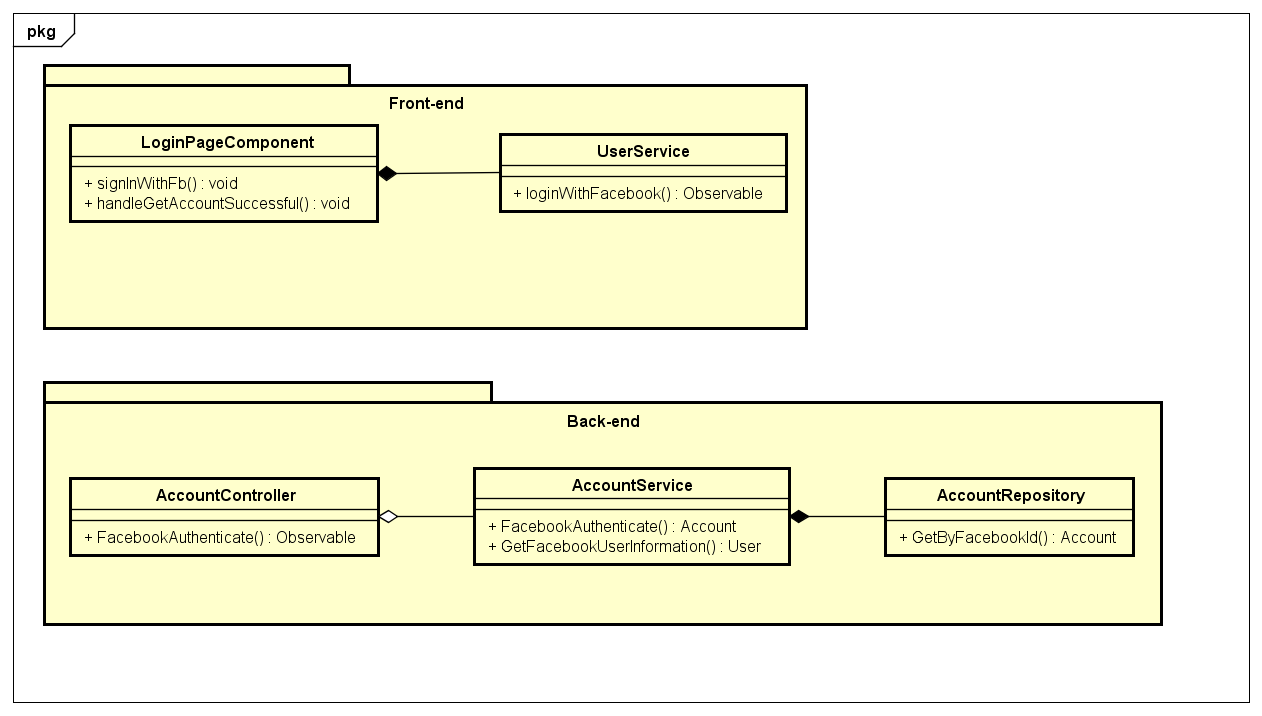 pkg
Front-end
LoginPageComponent
+ signInWithFb() : void
+ handleGetAccountSuccessful() : void
UserService
+ loginWithFacebook() : Observable
Back-end
AccountController
+ FacebookAuthenticate() : Observable
AccountService
+ FacebookAuthenticate() : Account
+ GetFacebookUserInformation() : User
AccountRepository
+ GetByFacebookId() : Account